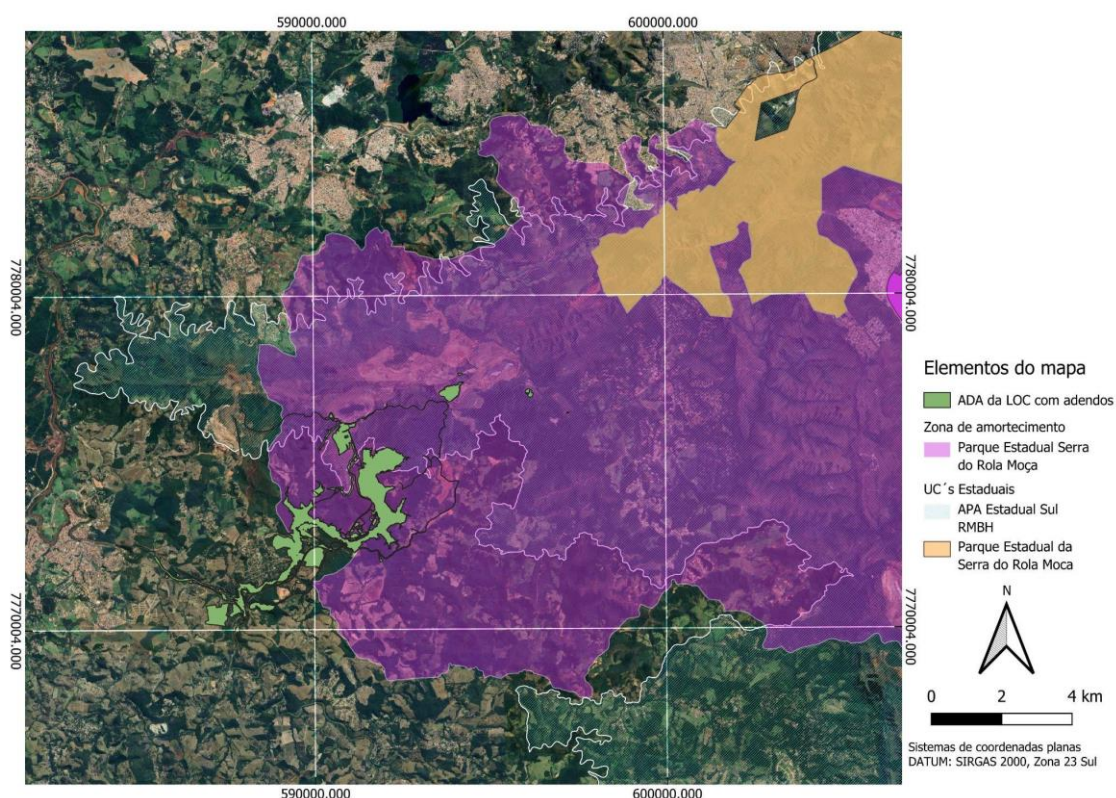 590000.000
600000.000
7780004.000
7780004.000
7770004.000
7770004.000
590000.000
600000.000
Elementos do mapa
ADA da LOC com adendos
Zona de amortecimento
Parque Estadual Serra
do Rola Moça
UC´s Estaduais
APA Estadual Sul
RMBH
Parque Estadual da
Serra do Rola Moca
N
0 2 4 km
Sistemas de coordenadas planas
DATUM: SIRGAS 2000, Zona 23 Sul